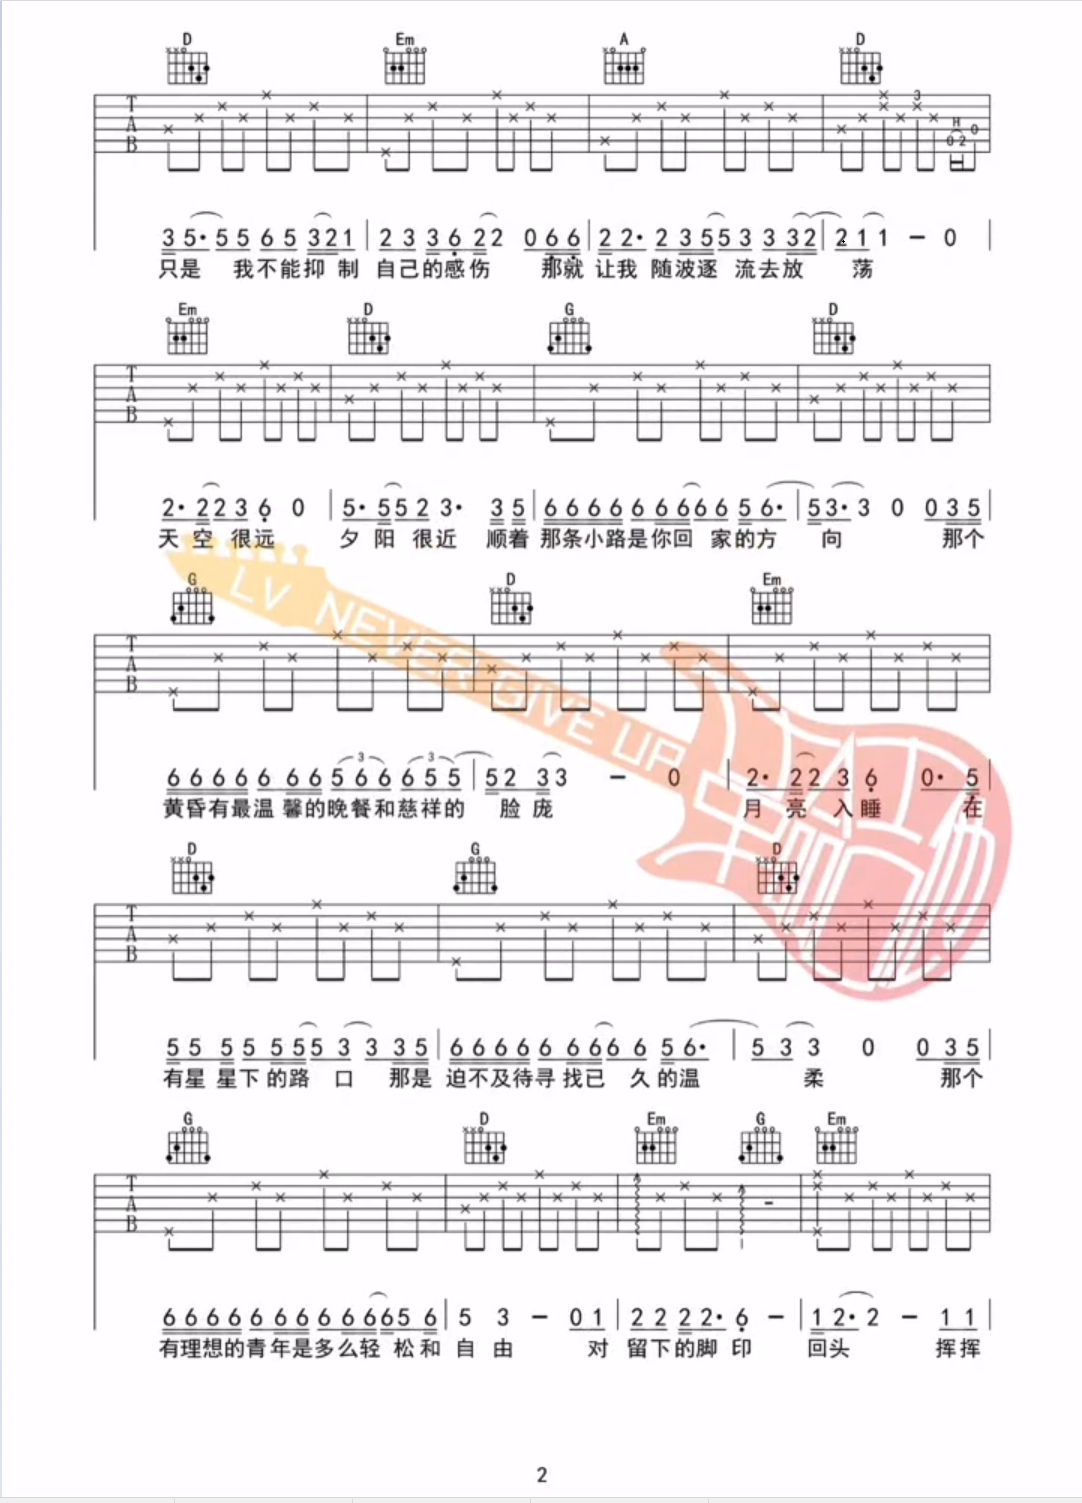 D Em A D
T
A
B
3
H
0 2 0
3 5· 5 5 6 5 3 2 1 2 3 3 6 2 2 0 6 6 2 2· 2 3 5 5 3 3 3 2 2 1 1 - 0
只是 我不能抑 制 自己的感伤 那就 让我 随波逐 流去放 荡
Em D G D
T
A
B
2· 2 2 3 6 0 5· 5 5 2 3· 3 5 6 6 6 6 6 6 6 6 6 5 6· 5 3· 3 0 0 3 5
天 空 很远 夕 阳 很近 顺着 那条小路是你回 家的方 向 那个
LV NEVER GIVE UP
G D Em
T
A
B
3 3
6 6 6 6 6 6 6 5 6 6 6 5 5 5 2 3 3 - 0 2· 2 2 3 6 0· 5
黄昏有最温 馨的晚餐和慈祥的 脸 庞 月 亮 入睡 在
D G D
T
A
B
5 5 5 5 5 5 5 3 3 3 5 6 6 6 6 6 6 6 6 6 5 6· 5 3 3 0 0 3 5
有星 星下 的路 口 那是 迫不及待寻 找已 久的温 柔 那个
G D Em G Em
T
A
B
-
6 6 6 6 6 6 6 6 6 6 6 5 6 5 3 - 0 1 2 2 2 2· 6 - 1 2· 2 - 1 1
有理想的青年是多么轻 松和 自 由 对 留下的脚 印 回头 挥挥
2